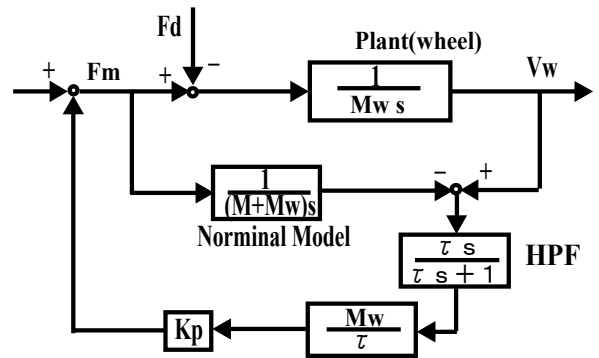 Fd
Plant(wheel)
+
Fm
+
−
1
Mw s
Vw
+
1
(M+Mw)s
−
+
Norminal Model
τ s
τ s + 1
HPF
Kp
Mw
τ